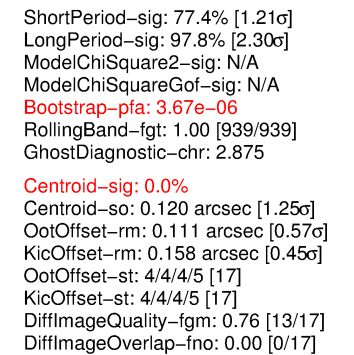 ShortPeriod−sig: 77.4% [1.21σ]
LongPeriod−sig: 97.8% [2.30σ]
ModelChiSquare2−sig: N/A
ModelChiSquareGof−sig: N/A
Bootstrap−pfa: 3.67e−06
RollingBand−fgt: 1.00 [939/939]
GhostDiagnostic−chr: 2.875
Centroid−sig: 0.0%
Centroid−so: 0.120 arcsec [1.25σ]
OotOffset−rm: 0.111 arcsec [0.57σ]
KicOffset−rm: 0.158 arcsec [0.45σ]
OotOffset−st: 4/4/4/5 [17]
KicOffset−st: 4/4/4/5 [17]
DiffImageQuality−fgm: 0.76 [13/17]
DiffImageOverlap−fno: 0.00 [0/17]